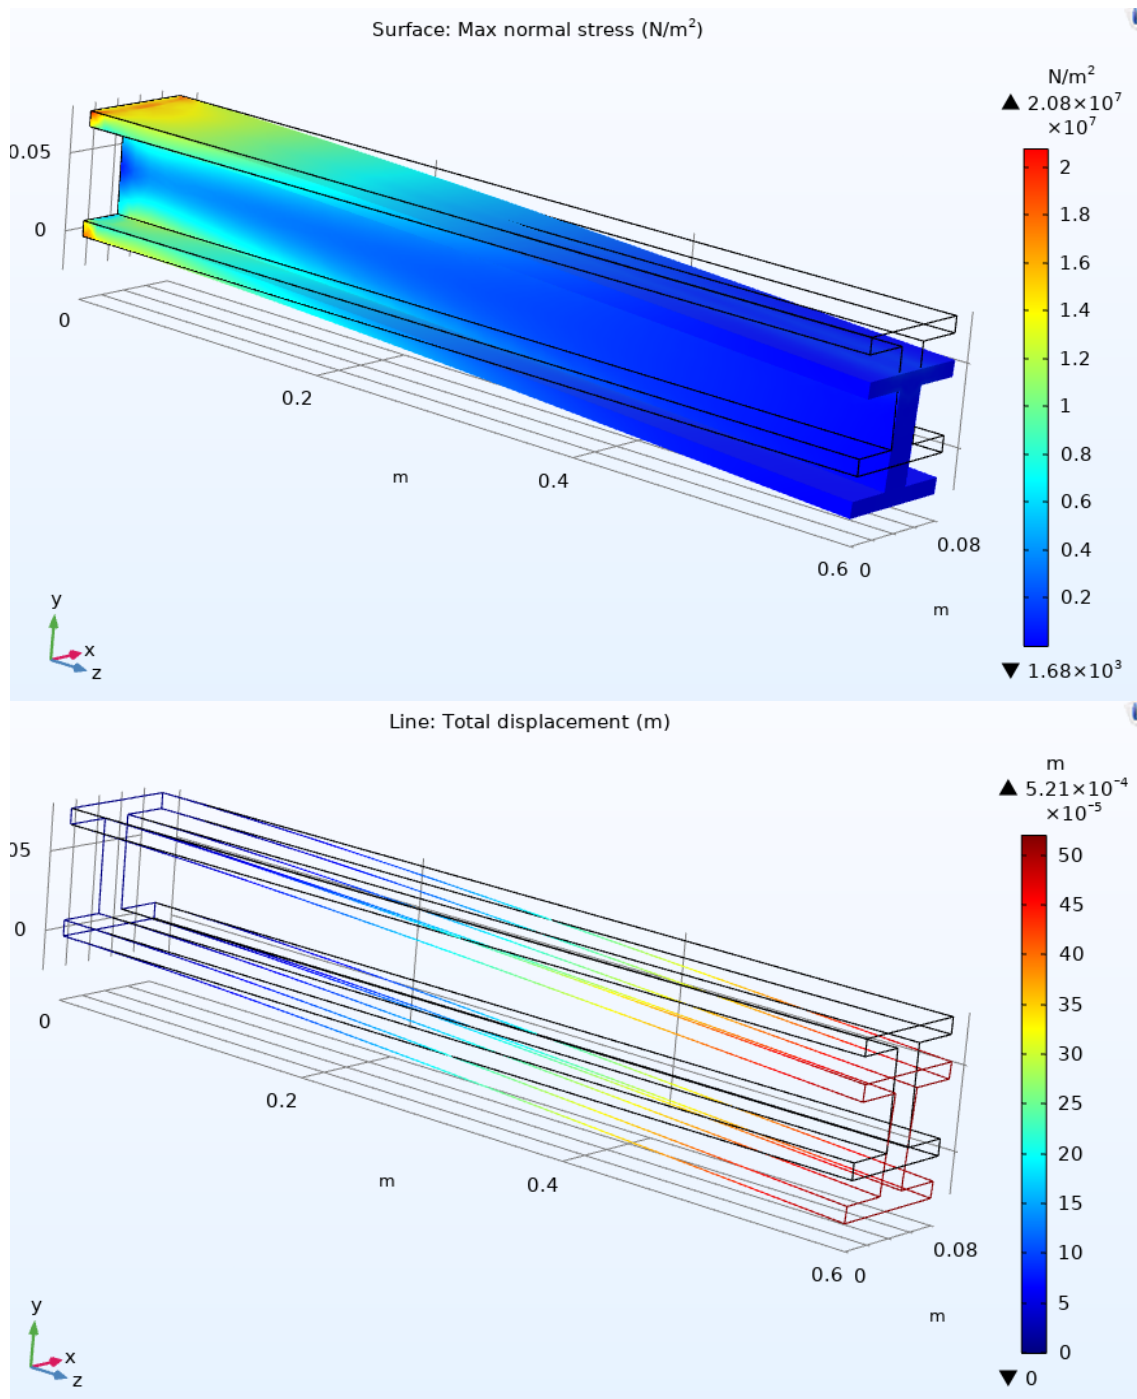 Surface: Max normal stress (N/m²)
N/m²
▲ 2.08×10⁷
×10⁷
2
1.8
1.6
1.4
1.2
1
0.8
0.6
0.4
0.2
▼ 1.68×10³
0.05
0
0
0.2
m
0.4
0.6 0
0.08
m
y
x
z
Line: Total displacement (m)
m
▲ 5.21×10⁻⁴
×10⁻⁵
50
45
40
35
30
25
20
15
10
5
0
▼ 0
05
0
0
0.2
m
0.4
0.6 0
0.08
m
y
x
z